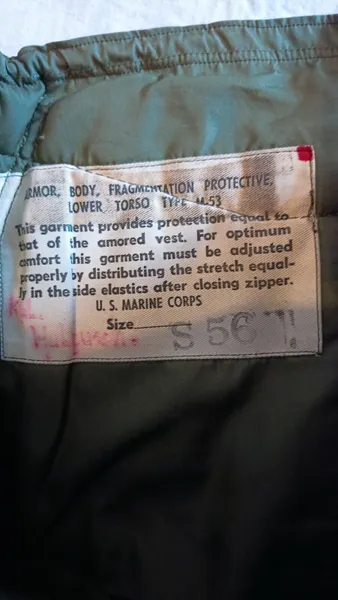 ARMOR, BODY, FRAGMENTATION PROTECTIVE,
LOWER TORSO TYPE M-53
This garment provides protection equal to
that of the amored vest. For optimum
comfort this garment must be adjusted
properly by distributing the stretch equal-
ly in the side elastics after closing zipper.
U. S. MARINE CORPS
Size
S 56